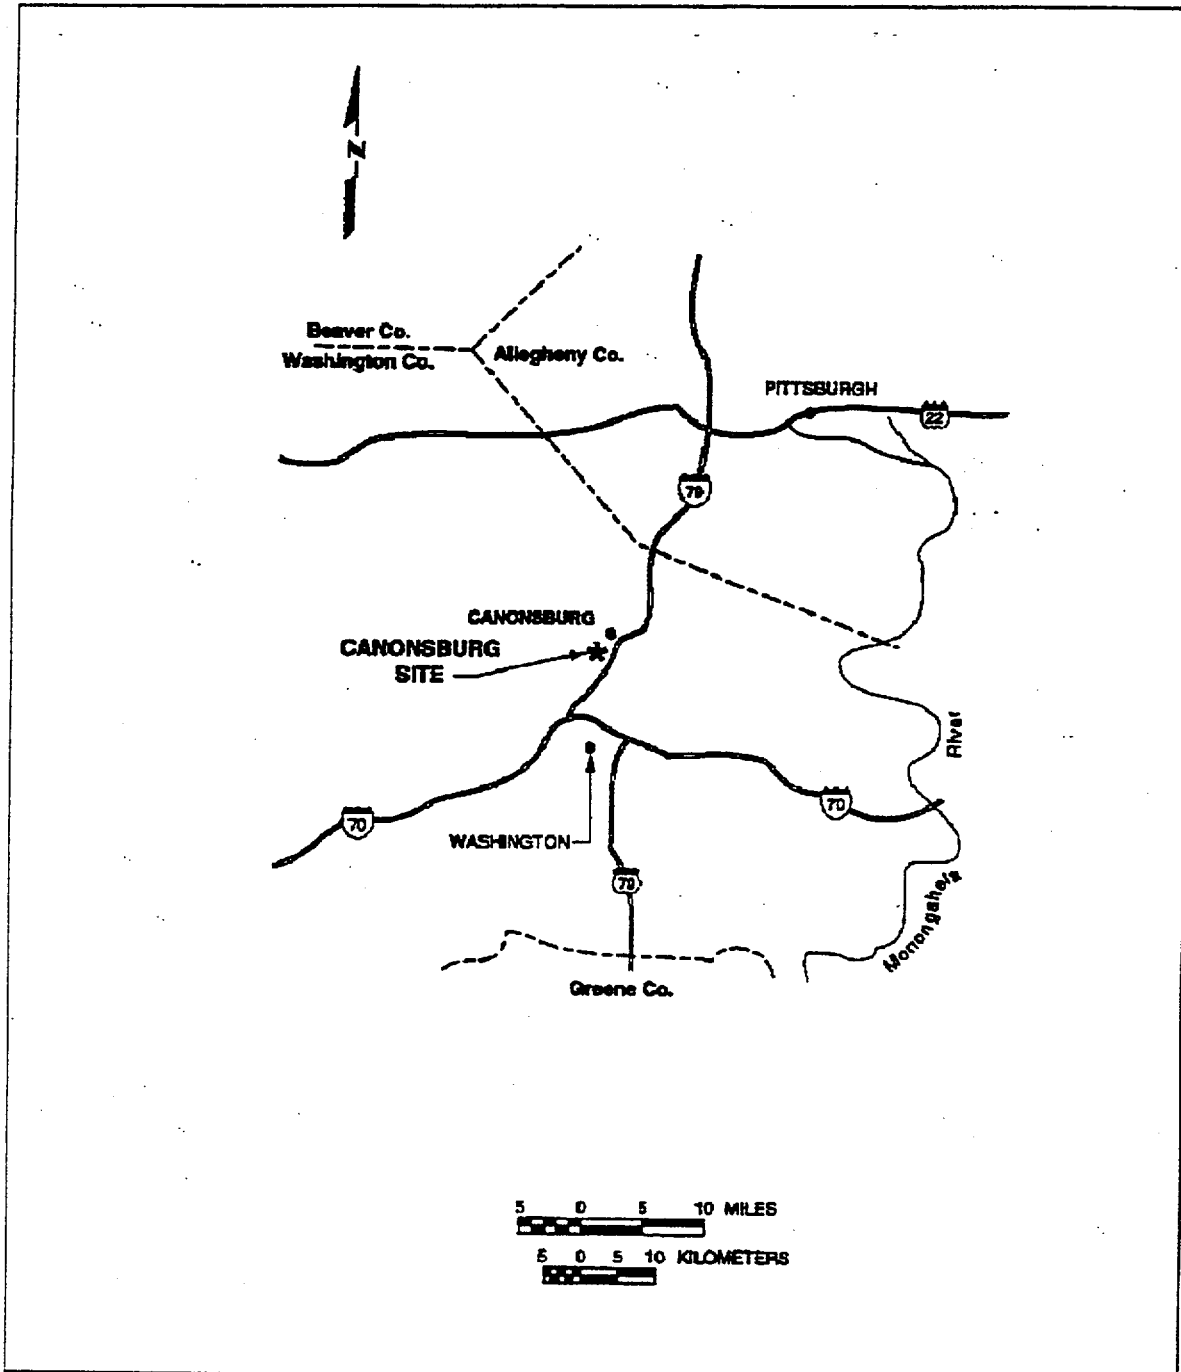 N
Beaver Co.
Washington Co.
Allegheny Co.
PITTSBURGH
22
79
CANONSBURG
CANONSBURG
SITE
River
70
70
WASHINGTON
79
Monongahela
Greene Co.
5 0 5 10 MILES
5 0 5 10 KILOMETERS